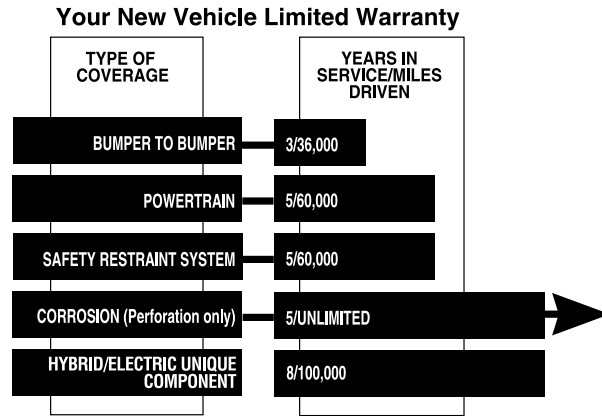 Your New Vehicle Limited Warranty
TYPE OF
COVERAGE
YEARS IN
SERVICE/MILES
DRIVEN
BUMPER TO BUMPER
3/36,000
POWERTRAIN
5/60,000
SAFETY RESTRAINT SYSTEM
5/60,000
CORROSION (Perforation only)
5/UNLIMITED
HYBRID/ELECTRIC UNIQUE
COMPONENT
8/100,000